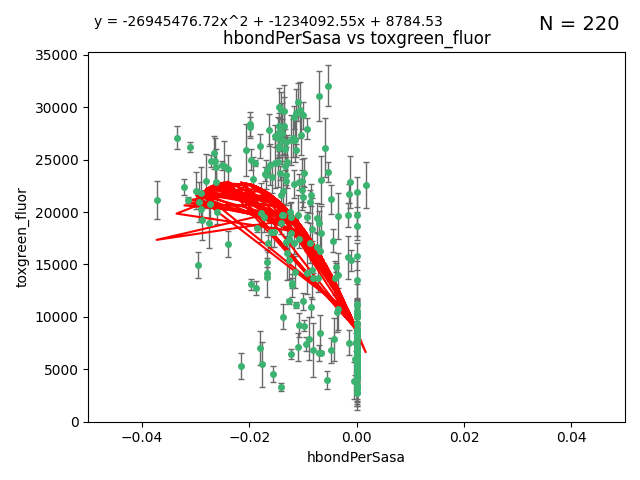 y = -26945476.72x^2 + -1234092.55x + 8784.53
N = 220
hbondPerSasa vs toxgreen_fluor
toxgreen_fluor
35000
30000
25000
20000
15000
10000
5000
0
−0.04
−0.02
0.00
0.02
0.04
hbondPerSasa